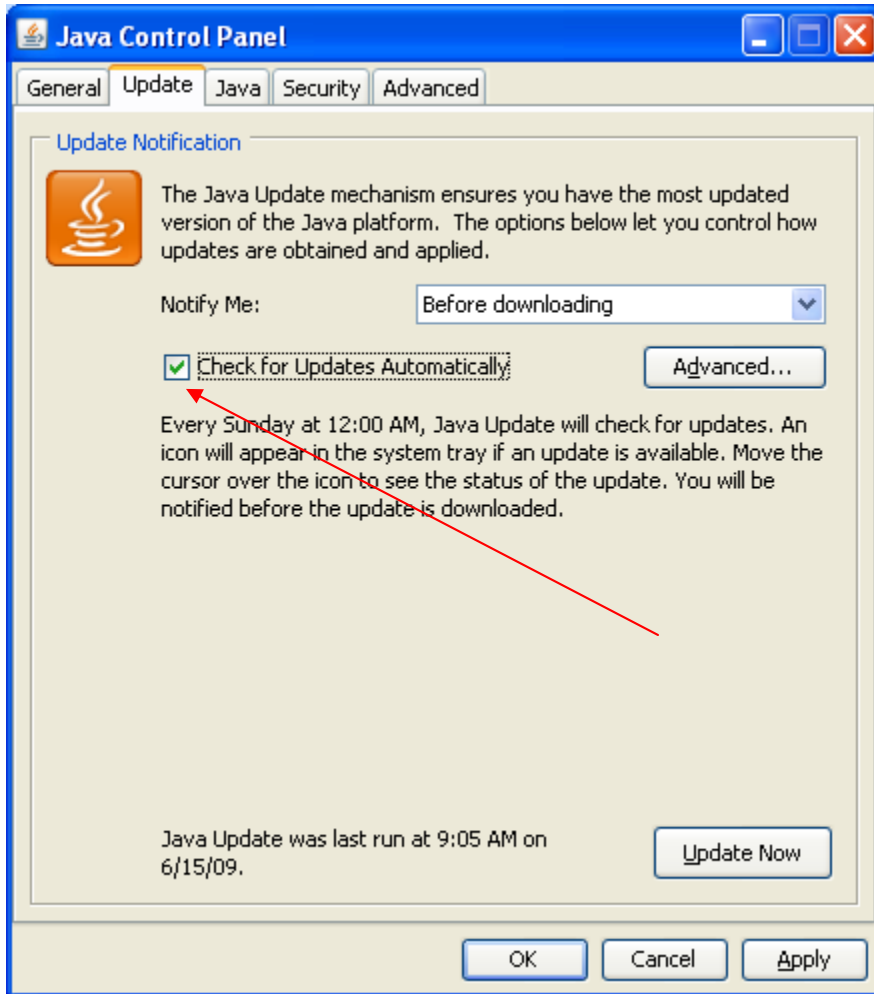 Java Control Panel
General Update Java Security Advanced
Update Notification
The Java Update mechanism ensures you have the most updated
version of the Java platform. The options below let you control how
updates are obtained and applied.
Notify Me: Before downloading
Check for Updates Automatically Advanced...
Every Sunday at 12:00 AM, Java Update will check for updates. An
icon will appear in the system tray if an update is available. Move the
cursor over the icon to see the status of the update. You will be
notified before the update is downloaded.
Java Update was last run at 9:05 AM on
6/15/09.
Update Now
OK Cancel Apply